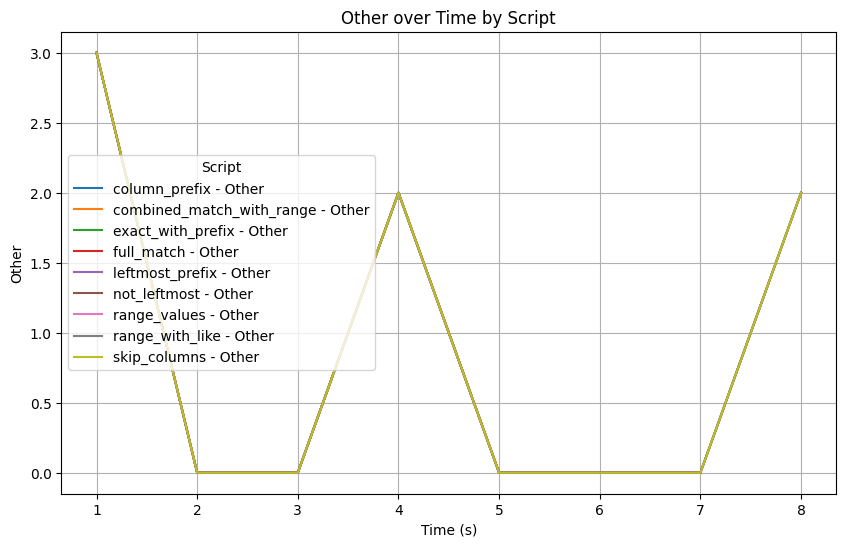 Other over Time by Script
3.0
2.5
2.0
1.5
1.0
0.5
0.0
Other
Script
column_prefix - Other
combined_match_with_range - Other
exact_with_prefix - Other
full_match - Other
leftmost_prefix - Other
not_leftmost - Other
range_values - Other
range_with_like - Other
skip_columns - Other
1 2 3 4 5 6 7 8
Time (s)